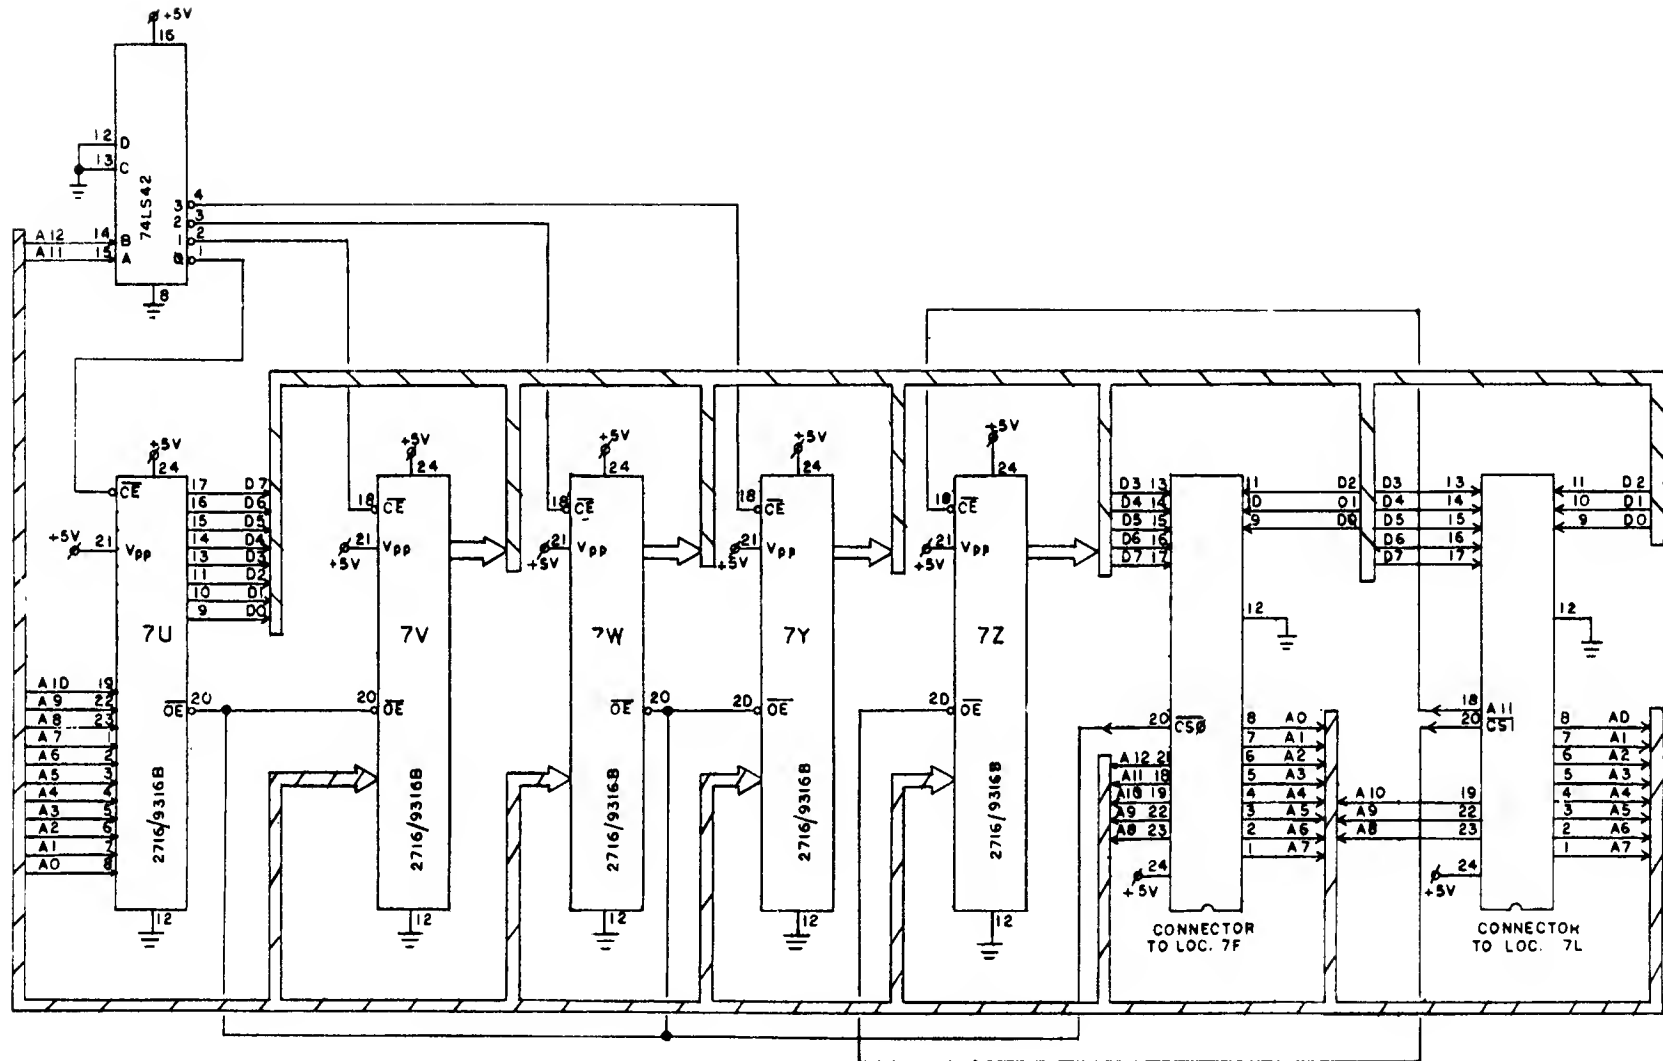 +5V
16
12
D
13
C
74LS42
3 4
2 3
1 2
0 1
A12 14 B
A11 15 A
8
+5V
24
CE
+5V
21
Vpp
17 D7
16 D6
15 D5
14 D4
13 D3
11 D2
10 D1
9 D0
7U
A10 19
A9 22
A8 23
A7 1
A6 2
A5 3
A4 4
A3 5
A2 6
A1 7
A0 8
OE 20
2716/9316B
12
+5V
24
18
CE
21
Vpp
+5V
7V
20
OE
2716/9316B
12
+5V
24
18
CE
21
Vpp
+5V
7W
OE 20
2716/9316B
12
+5V
24
18
CE
21
Vpp
+5V
7Y
20
OE
2716/9316B
12
+5V
24
18
CE
21
Vpp
+5V
7Z
20
OE
2716/9316B
12
D3 13
D4 14
D5 15
D6 16
D7 17
11 D2
D D1
9 D0
12
20
CSØ
A12 21
A11 18
A10 19
A9 22
A8 23
24
+5V
8 A0
7 A1
6 A2
5 A3
4 A4
3 A5
2 A6
1 A7
CONNECTOR
TO LOC. 7F
D3 13
D4 14
D5 15
D6 16
D7 17
11 D2
10 D1
9 D0
12
18
A11
20
CS1
A10 19
A9 22
A8 23
24
+5V
8 A0
7 A1
6 A2
5 A3
4 A4
3 A5
2 A6
1 A7
CONNECTOR
TO LOC. 7L